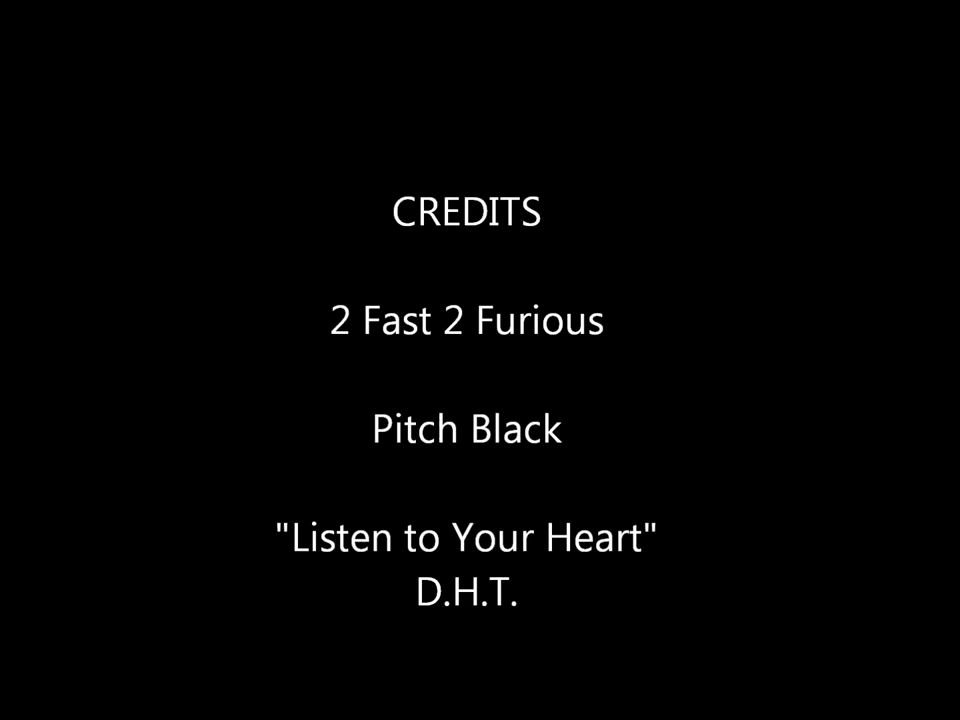 CREDITS
2 Fast 2 Furious
Pitch Black
"Listen to Your Heart"
D.H.T.